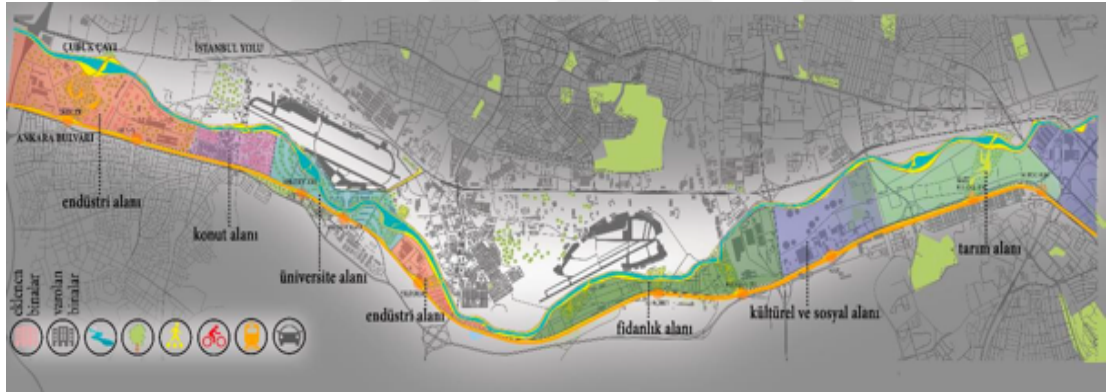 ÇUBUK ÇAYI
İSTANBUL YOLU
ANKARA BULVARI
endüstri alanı
konut alanı
üniversite alanı
endüstri alanı
fidanlık alanı
kültürel ve sosyal alanı
tarım alanı
eklenen binalar
varolan binalar